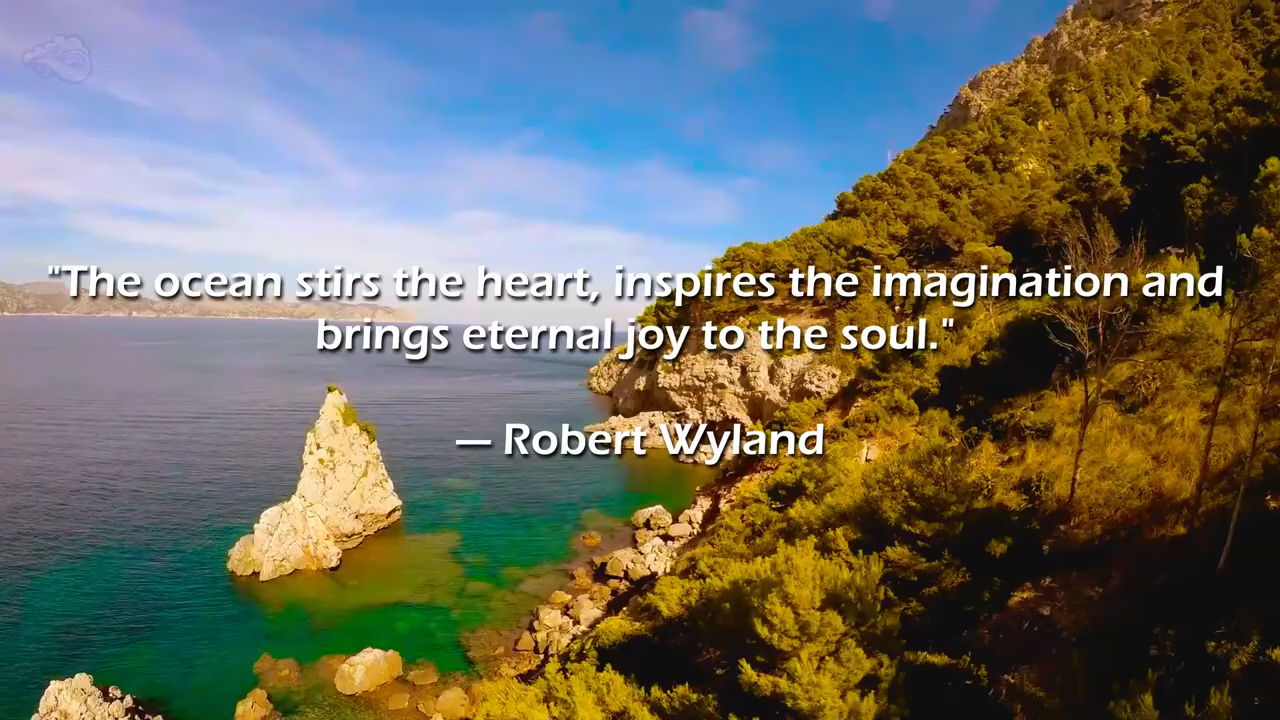 "The ocean stirs the heart, inspires the imagination and
brings eternal joy to the soul."
— Robert Wyland